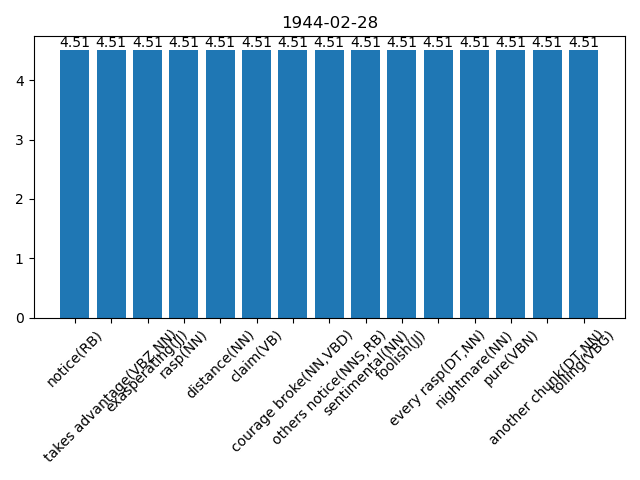 1944-02-28
4.51 4.51 4.51 4.51 4.51 4.51 4.51 4.51 4.51 4.51 4.51 4.51 4.51 4.51 4.51
4
3
2
1
0
notice(RB)
takes advantage(VBZ,NN)
exasperating(JJ)
rasp(NN)
distance(NN)
claim(VB)
courage broke(NN,VBD)
others notice(NNS,RB)
sentimental(NN)
foolish(JJ)
every rasp(DT,NN)
nightmare(NN)
pure(VBN)
another chunk(DT,NN)
tolling(VBG)